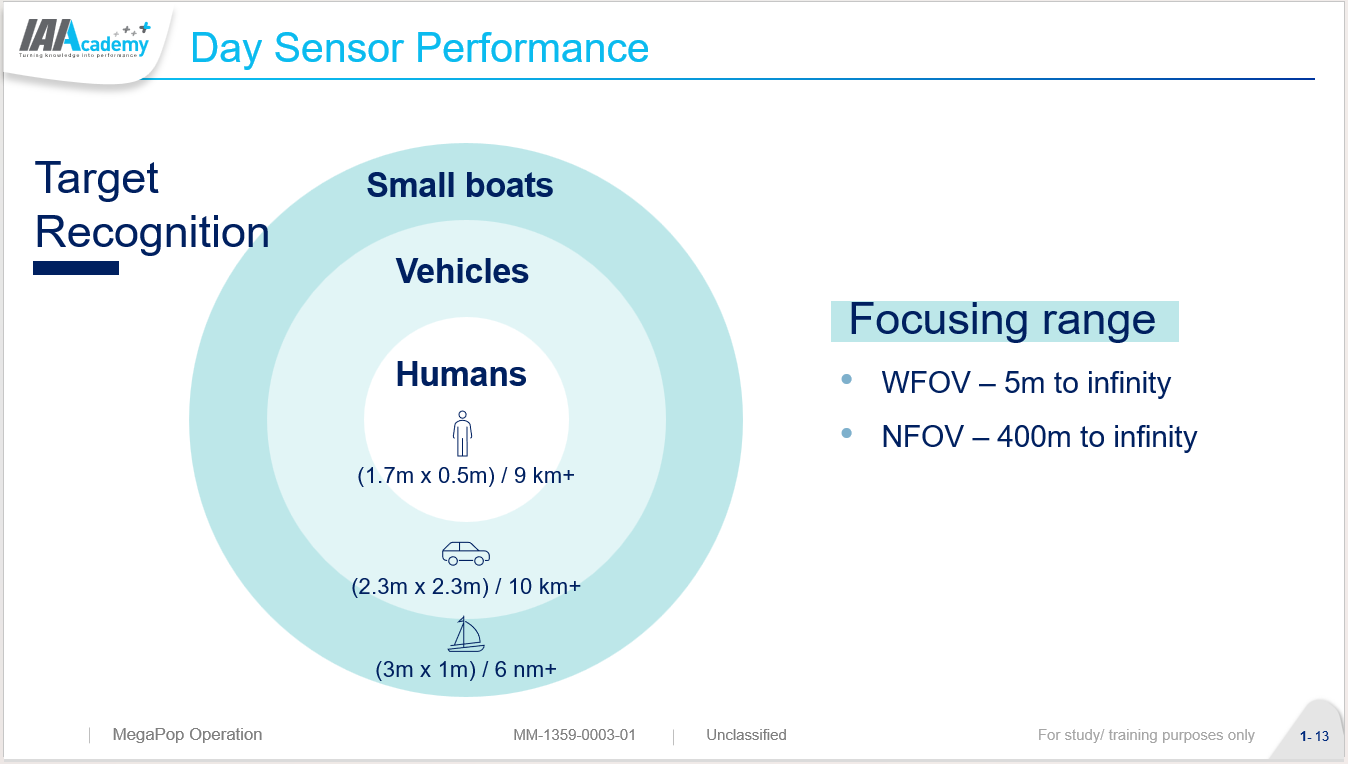 IAIAcademy
Turning knowledge into performance
Day Sensor Performance
Target
Recognition
Small boats
Vehicles
Humans
(1.7m x 0.5m) / 9 km+
(2.3m x 2.3m) / 10 km+
(3m x 1m) / 6 nm+
Focusing range
• WFOV – 5m to infinity
• NFOV – 400m to infinity
MegaPop Operation
MM-1359-0003-01
Unclassified
For study/ training purposes only
1- 13